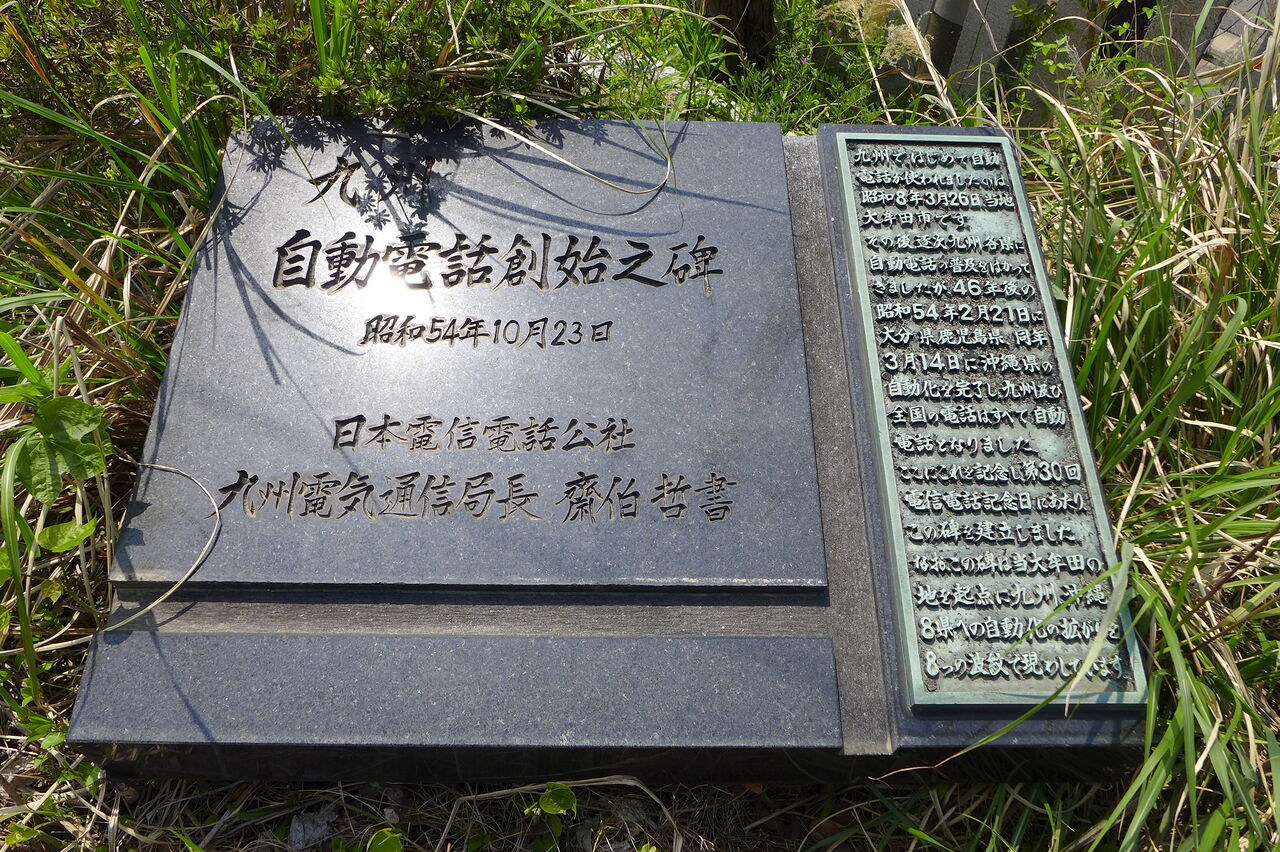 九州
自動電話創始之碑
昭和54年10月23日
日本電信電話公社
九州電気通信局長 齋伯 哲書
九州ではじめて自動
電話が使われましたのは
昭和8年3月26日当地
大牟田市です
その後逐次九州各県に
自動電話の普及をはかって
きましたが 46年後の
昭和54年2月21日に
大分県鹿児島県 同年
3月14日に沖縄県の
自動化を完了し九州及び
全国の電話はすべて自動
電話となりました
ここにこれを記念し第30回
電信電話記念日にあたり
この碑を建立しました
なおこの碑は当大牟田の
地を起点に九州 沖縄
8県への自動化の拡がりを
8つの波紋で現わしています